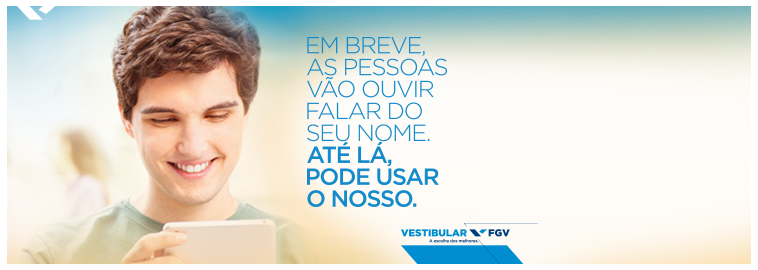 EM BREVE,
AS PESSOAS
VÃO OUVIR
FALAR DO
SEU NOME.
ATÉ LÁ,
PODE USAR
O NOSSO.
VESTIBULAR FGV
A escolha dos melhores